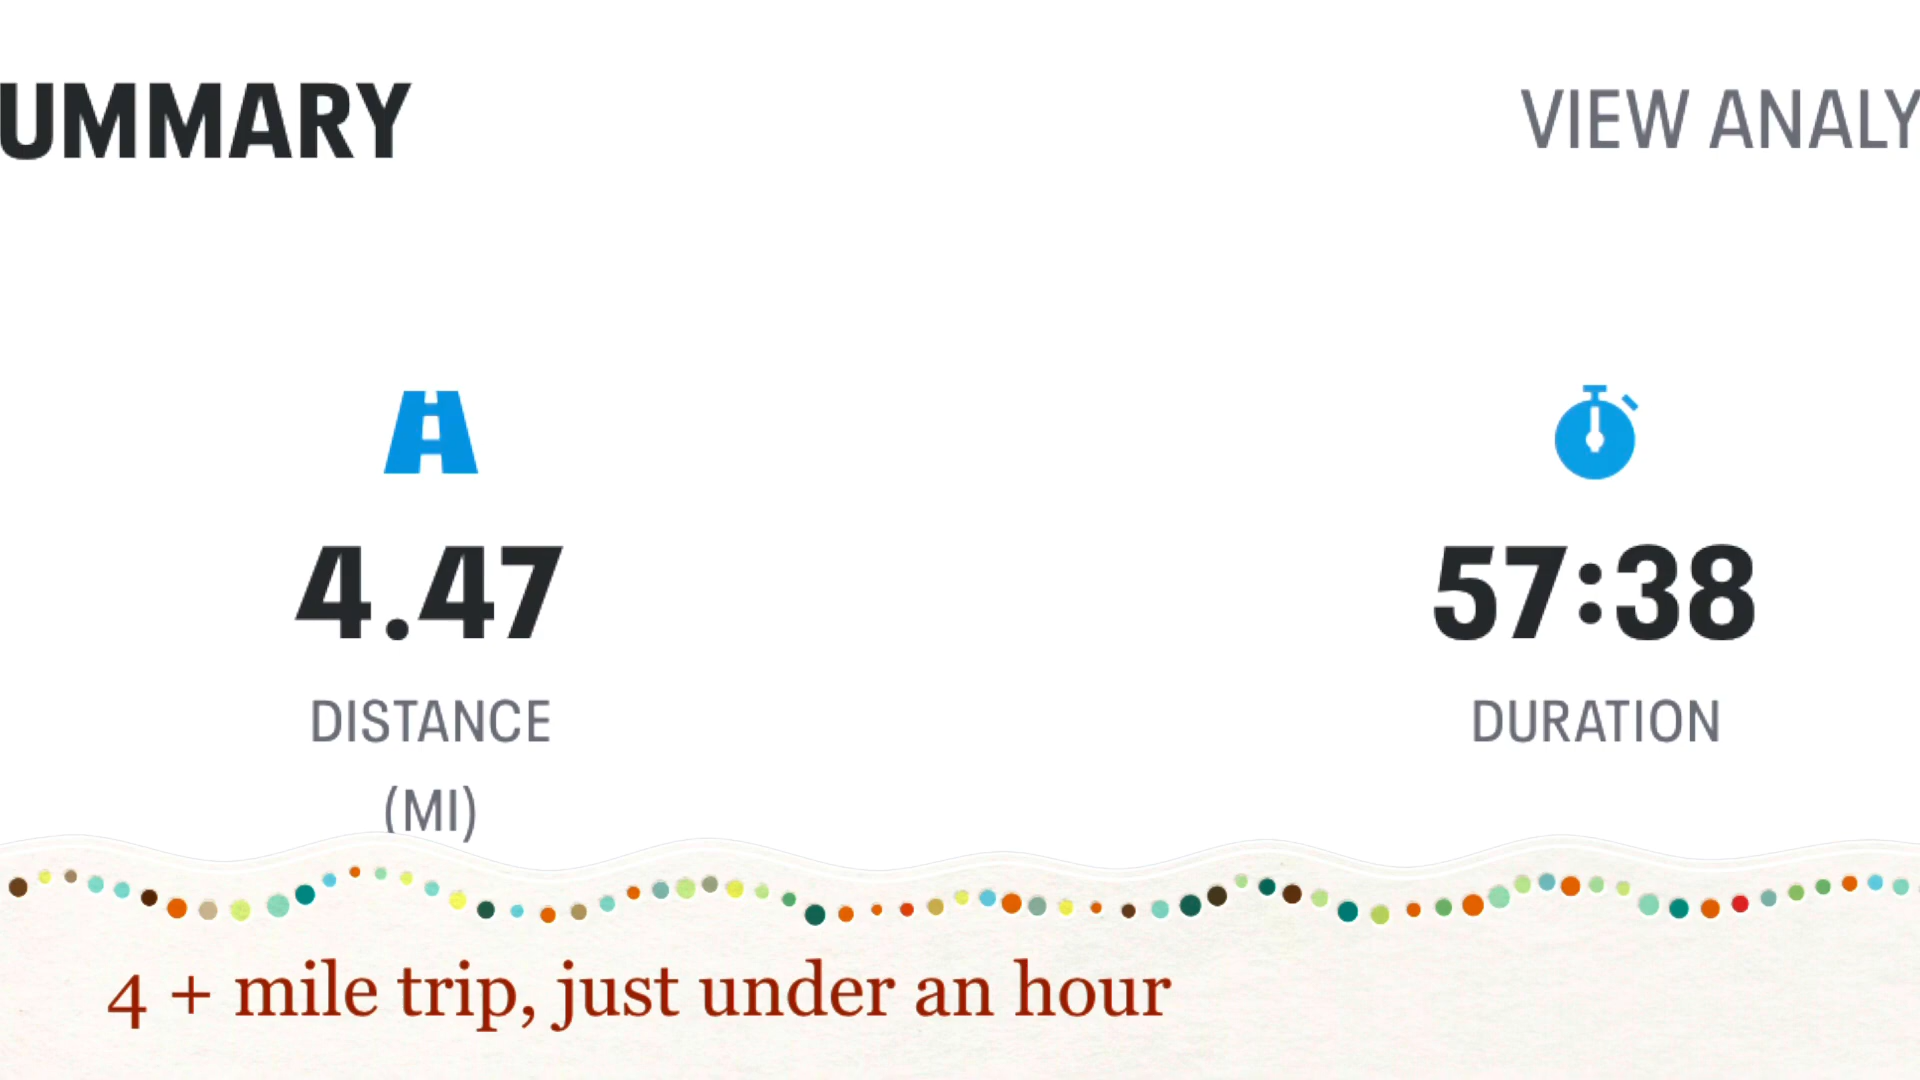 UMMARY
VIEW ANALY
4.47
57:38
DISTANCE
DURATION
(MI)
4 + mile trip, just under an hour